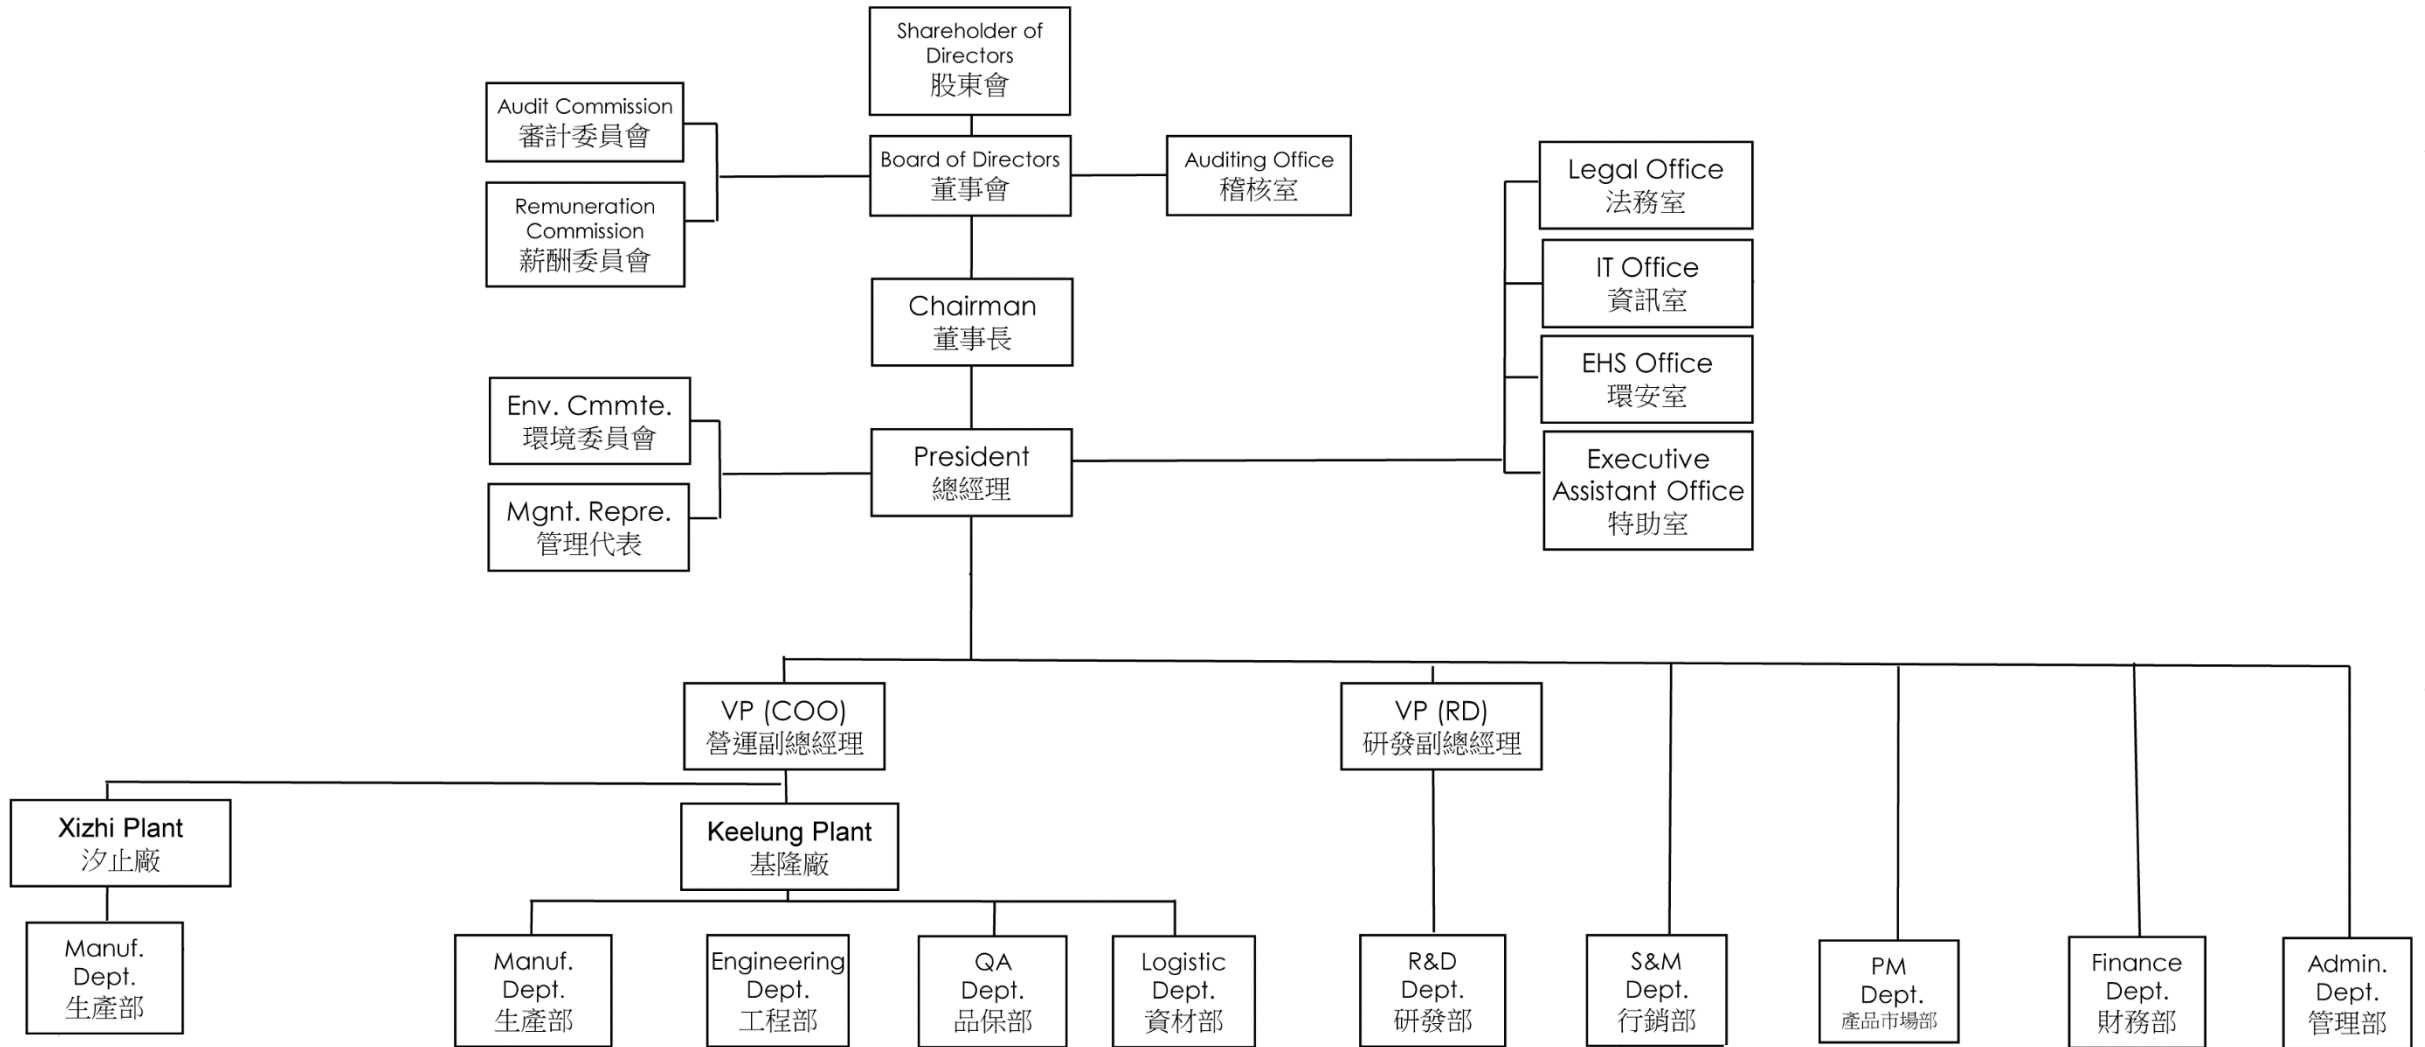 Shareholder of
Directors
股東會
Audit Commission
審計委員會
Remuneration
Commission
薪酬委員會
Board of Directors
董事會
Auditing Office
稽核室
Legal Office
法務室
IT Office
資訊室
EHS Office
環安室
Executive
Assistant Office
特助室
Chairman
董事長
Env. Cmmte.
環境委員會
Mgnt. Repre.
管理代表
President
總經理
VP (COO)
營運副總經理
VP (RD)
研發副總經理
Xizhi Plant
汐止廠
Keelung Plant
基隆廠
Manuf.
Dept.
生產部
Manuf.
Dept.
生產部
Engineering
Dept.
工程部
QA
Dept.
品保部
Logistic
Dept.
資材部
R&D
Dept.
研發部
S&M
Dept.
行銷部
PM
Dept.
產品市場部
Finance
Dept.
財務部
Admin.
Dept.
管理部